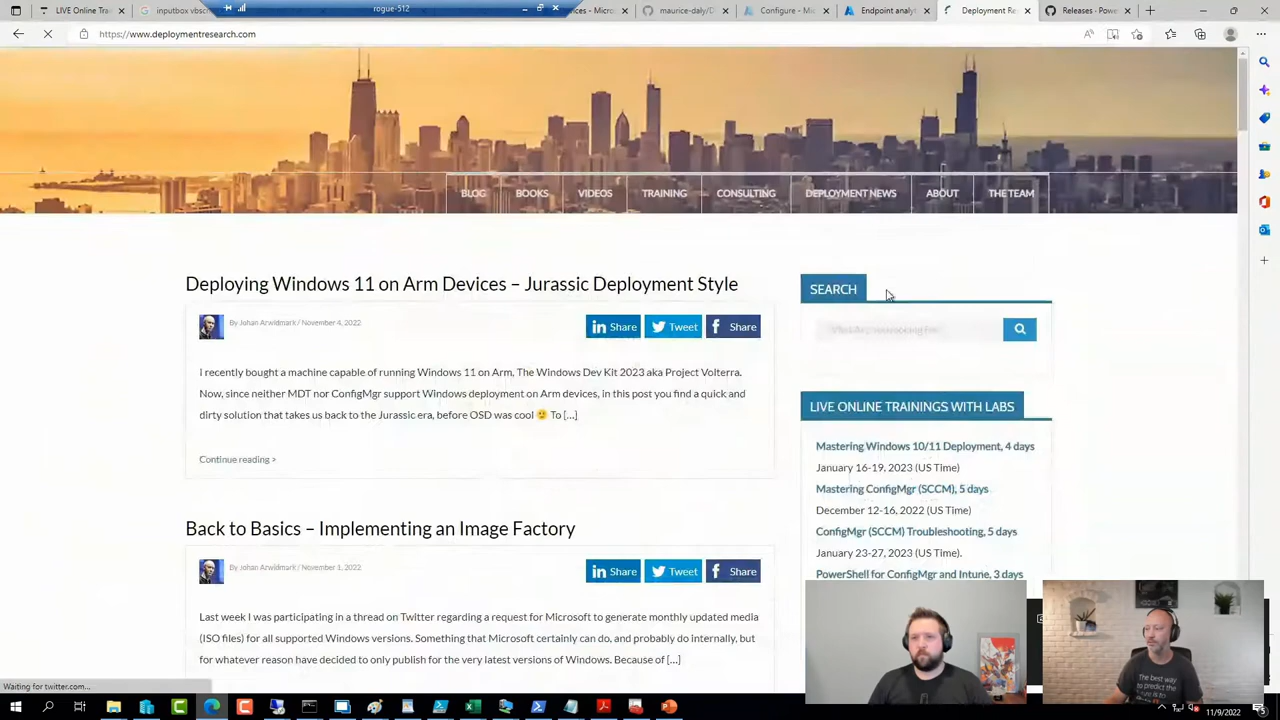 LIVE Online Tra
inputbox vbsc
rogue-512
ices - Micros
maurice-daly/D
Configure - Mic
Endpoint analy
Deployment Re
Releases - Pow
https://www.deploymentresearch.com
BLOG
BOOKS
VIDEOS
TRAINING
CONSULTING
DEPLOYMENT NEWS
ABOUT
THE TEAM
Deploying Windows 11 on Arm Devices – Jurassic Deployment Style
By Johan Arwidmark / November 4, 2022
Share
Tweet
Share
I recently bought a machine capable of running Windows 11 on Arm, The Windows Dev Kit 2023 aka Project Volterra.
Now, since neither MDT nor ConfigMgr support Windows deployment on Arm devices, in this post you find a quick and
dirty solution that takes us back to the Jurassic era, before OSD was cool 🙂 To [...]
Continue reading >
Back to Basics – Implementing an Image Factory
By Johan Arwidmark / November 1, 2022
Share
Tweet
Share
Last week I was participating in a thread on Twitter regarding a request for Microsoft to generate monthly updated media
(ISO files) for all supported Windows versions. Something that Microsoft certainly can do, and probably do internally, but
for whatever reason have decided to only publish for the very latest versions of Windows. Because of [...]
SEARCH
LIVE ONLINE TRAININGS WITH LABS
Mastering Windows 10/11 Deployment, 4 days
January 16-19, 2023 (US Time)
Mastering ConfigMgr (SCCM), 5 days
December 12-16, 2022 (US Time)
ConfigMgr (SCCM) Troubleshooting, 5 days
January 23-27, 2023 (US Time).
PowerShell for ConfigMgr and Intune, 3 days
The best
way to
predict the
Waiting for twitter.com...
11/9/2022